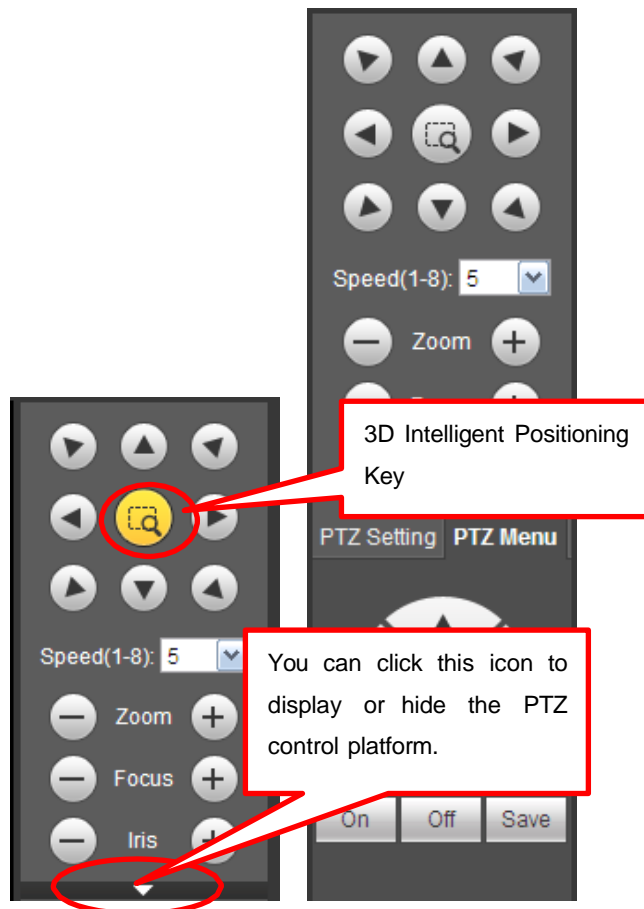 Speed(1-8): 5
Zoom
3D Intelligent Positioning
Key
PTZ Setting PTZ Menu
Speed(1-8): 5
You can click this icon to
display or hide the PTZ
control platform.
Zoom
Focus
Iris
On Off Save